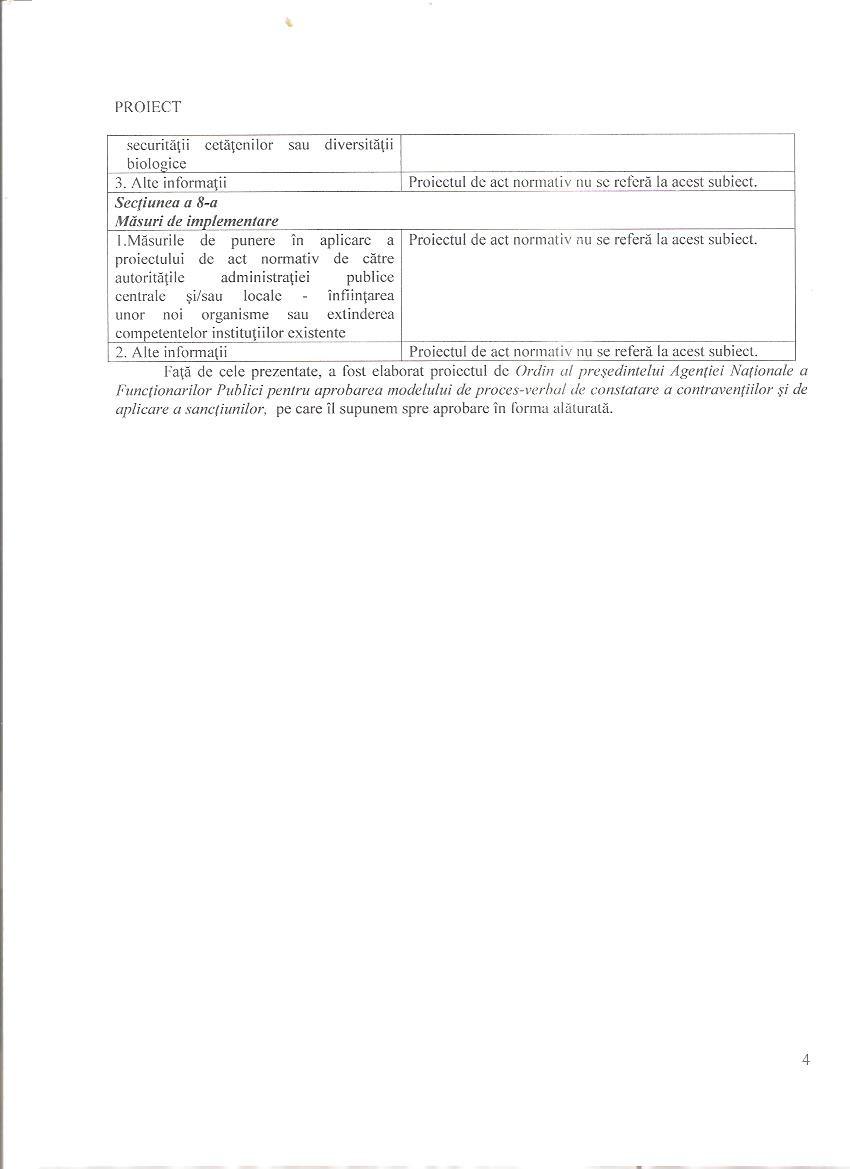 PROIECT
securităţii cetăţenilor sau diversităţii
biologice
3. Alte informaţii
Proiectul de act normativ nu se referă la acest subiect.
Secţiunea a 8-a
Măsuri de implementare
1.Măsurile de punere în aplicare a
proiectului de act normativ de către
autorităţile administraţiei publice
centrale şi/sau locale - înfiinţarea
unor noi organisme sau extinderea
competentelor instituţiilor existente
Proiectul de act normativ nu se referă la acest subiect.
2. Alte informaţii
Proiectul de act normativ nu se referă la acest subiect.
Faţă de cele prezentate, a fost elaborat proiectul de Ordin al preşedintelui Agenţiei Naţionale a
Funcţionarilor Publici pentru aprobarea modelului de proces-verbal de constatare a contravenţiilor şi de
aplicare a sancţiunilor, pe care îl supunem spre aprobare în forma alăturată.
4